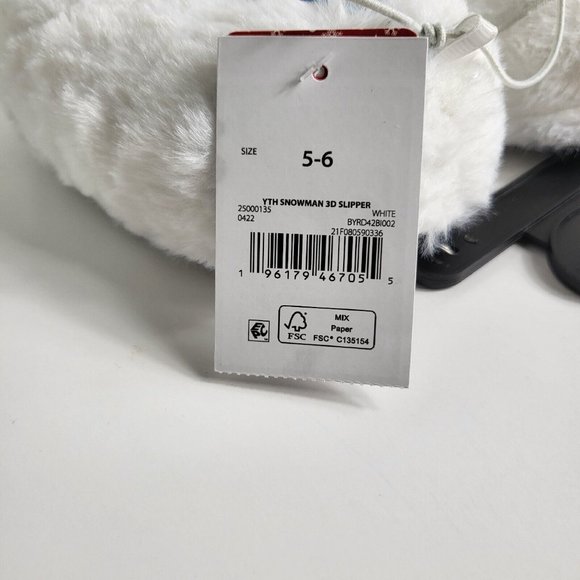 SIZE 5-6
YTH SNOWMAN 3D SLIPPER
25000135 WHITE
0422 BYRD42BI002
21F080590336
1 96179 46705 5
FSC
MIX
Paper
FSC® C135154